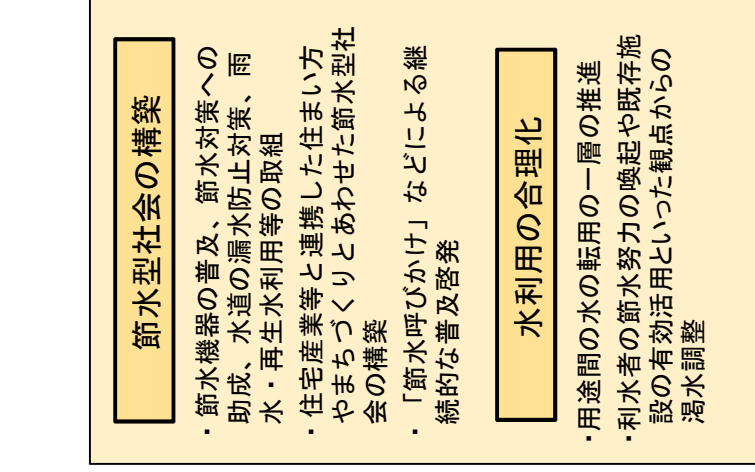 節水型社会の構築
・節水機器の普及、節水対策への
助成、水道の漏水防止対策、雨
水・再生水利用等の取組
・住宅産業等と連携した住まい方
やまちづくりとあわせた節水型社
会の構築
・「節水呼びかけ」などによる継
続的な普及啓発
水利用の合理化
・用途間の水の転用の一層の推進
・利水者の節水努力の喚起や既存施
設の有効活用といった観点からの
渇水調整